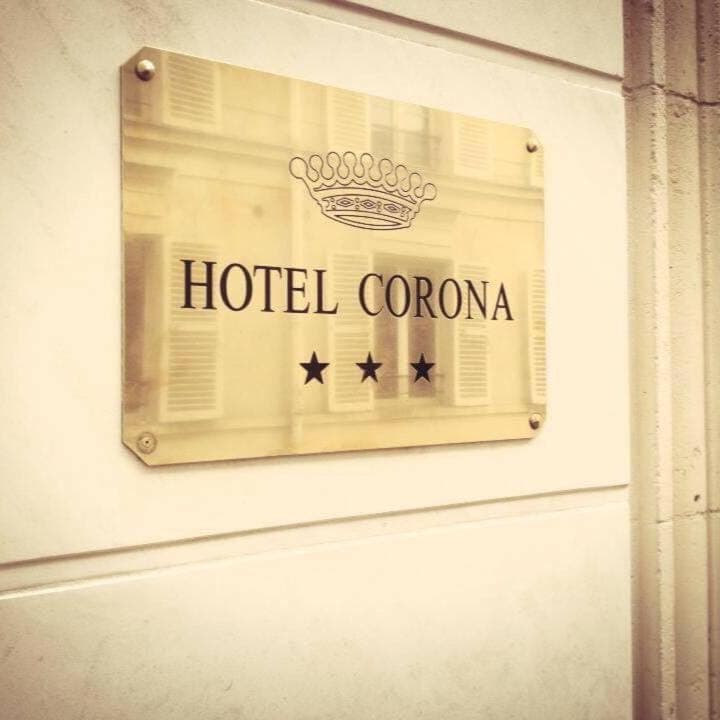 HOTEL CORONA
★ ★ ★